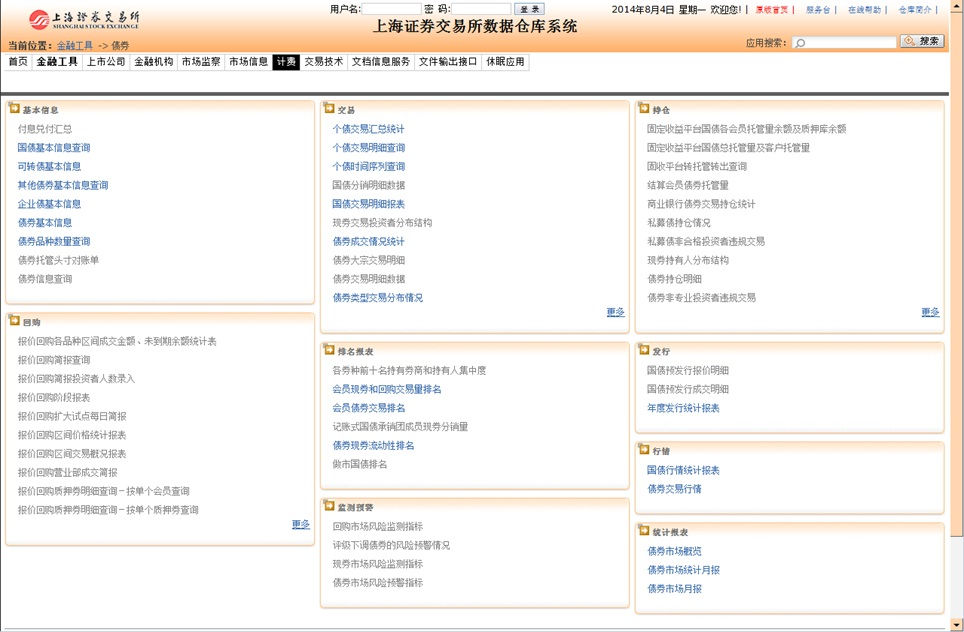 上海证券交易所
SHANGHAI STOCK EXCHANGE
用户名: 密 码: 登 录
2014年8月4日 星期一 欢迎您! | 原版首页 | 服务台 | 在线帮助 | 仓库简介 |
上海证券交易所数据仓库系统
当前位置: 金融工具 -> 债券
应用搜索: 搜索
首页 金融工具 上市公司 金融机构 市场监察 市场信息 计费 交易技术 文档信息服务 文件输出接口 休眠应用
基本信息
付息兑付汇总
国债基本信息查询
可转债基本信息
其他债券基本信息查询
企业债基本信息
债券基本信息
债券品种数量查询
债券托管头寸对账单
债券信息查询
回购
报价回购各品种区间成交金额、未到期余额统计表
报价回购简报查询
报价回购简报投资者人数录入
报价回购阶段报表
报价回购扩大试点每日简报
报价回购区间价格统计报表
报价回购区间交易概况报表
报价回购营业部成交简报
报价回购质押券明细查询-按单个会员查询
报价回购质押券明细查询-按单个质押券查询
更多
交易
个债交易汇总统计
个债交易明细查询
个债时间序列查询
国债分销明细数据
国债交易明细报表
现券交易投资者分布结构
债券成交情况统计
债券大宗交易明细
债券交易明细数据
债券类型交易分布情况
更多
排名报表
各券种前十名持有券商和持有人集中度
会员现券和回购交易量排名
会员债券交易排名
记账式国债承销团成员现券分销量
债券现券流动性排名
做市国债排名
监测预警
回购市场风险监测指标
评级下调债券的风险预警情况
现券市场风险监测指标
债券市场风险预警指标
持仓
固定收益平台国债各会员托管量余额及质押库余额
固定收益平台国债总托管量及客户托管量
固收平台转托管转出查询
结算会员债券托管量
商业银行债券交易持仓统计
私募债持仓情况
私募债非合格投资者违规交易
现券持有人分布结构
债券持仓明细
债券非专业投资者违规交易
更多
发行
国债预发行报价明细
国债预发行成交明细
年度发行统计报表
行情
国债行情统计报表
债券交易行情
统计报表
债券市场概览
债券市场统计月报
债券市场月报